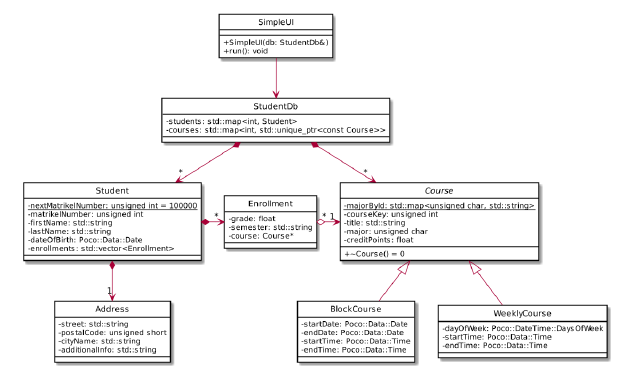 SimpleUI
+SimpleUI(db: StudentDb&)
+run(): void
StudentDb
-students: std::map<int, Student>
-courses: std::map<int, std::unique_ptr<const Course>>
*
*
Student
-nextMatrikelNumber: unsigned int = 100000
-matrikelNumber: unsigned int
-firstName: std::string
-lastName: std::string
-dateOfBirth: Poco::Data::Date
-enrollments: std::vector<Enrollment>
*
Enrollment
-grade: float
-semester: std::string
-course: Course*
* 1
Course
-majorById: std::map<unsigned char, std::string>
-courseKey: unsigned int
-title: std::string
-major: unsigned char
-creditPoints: float
+~Course() = 0
1
Address
-street: std::string
-postalCode: unsigned short
-cityName: std::string
-additionalInfo: std::string
BlockCourse
-startDate: Poco::Data::Date
-endDate: Poco::Data::Date
-startTime: Poco::Data::Time
-endTime: Poco::Data::Time
WeeklyCourse
-dayOfWeek: Poco::DateTime::DaysOfWeek
-startTime: Poco::Data::Time
-endTime: Poco::Data::Time